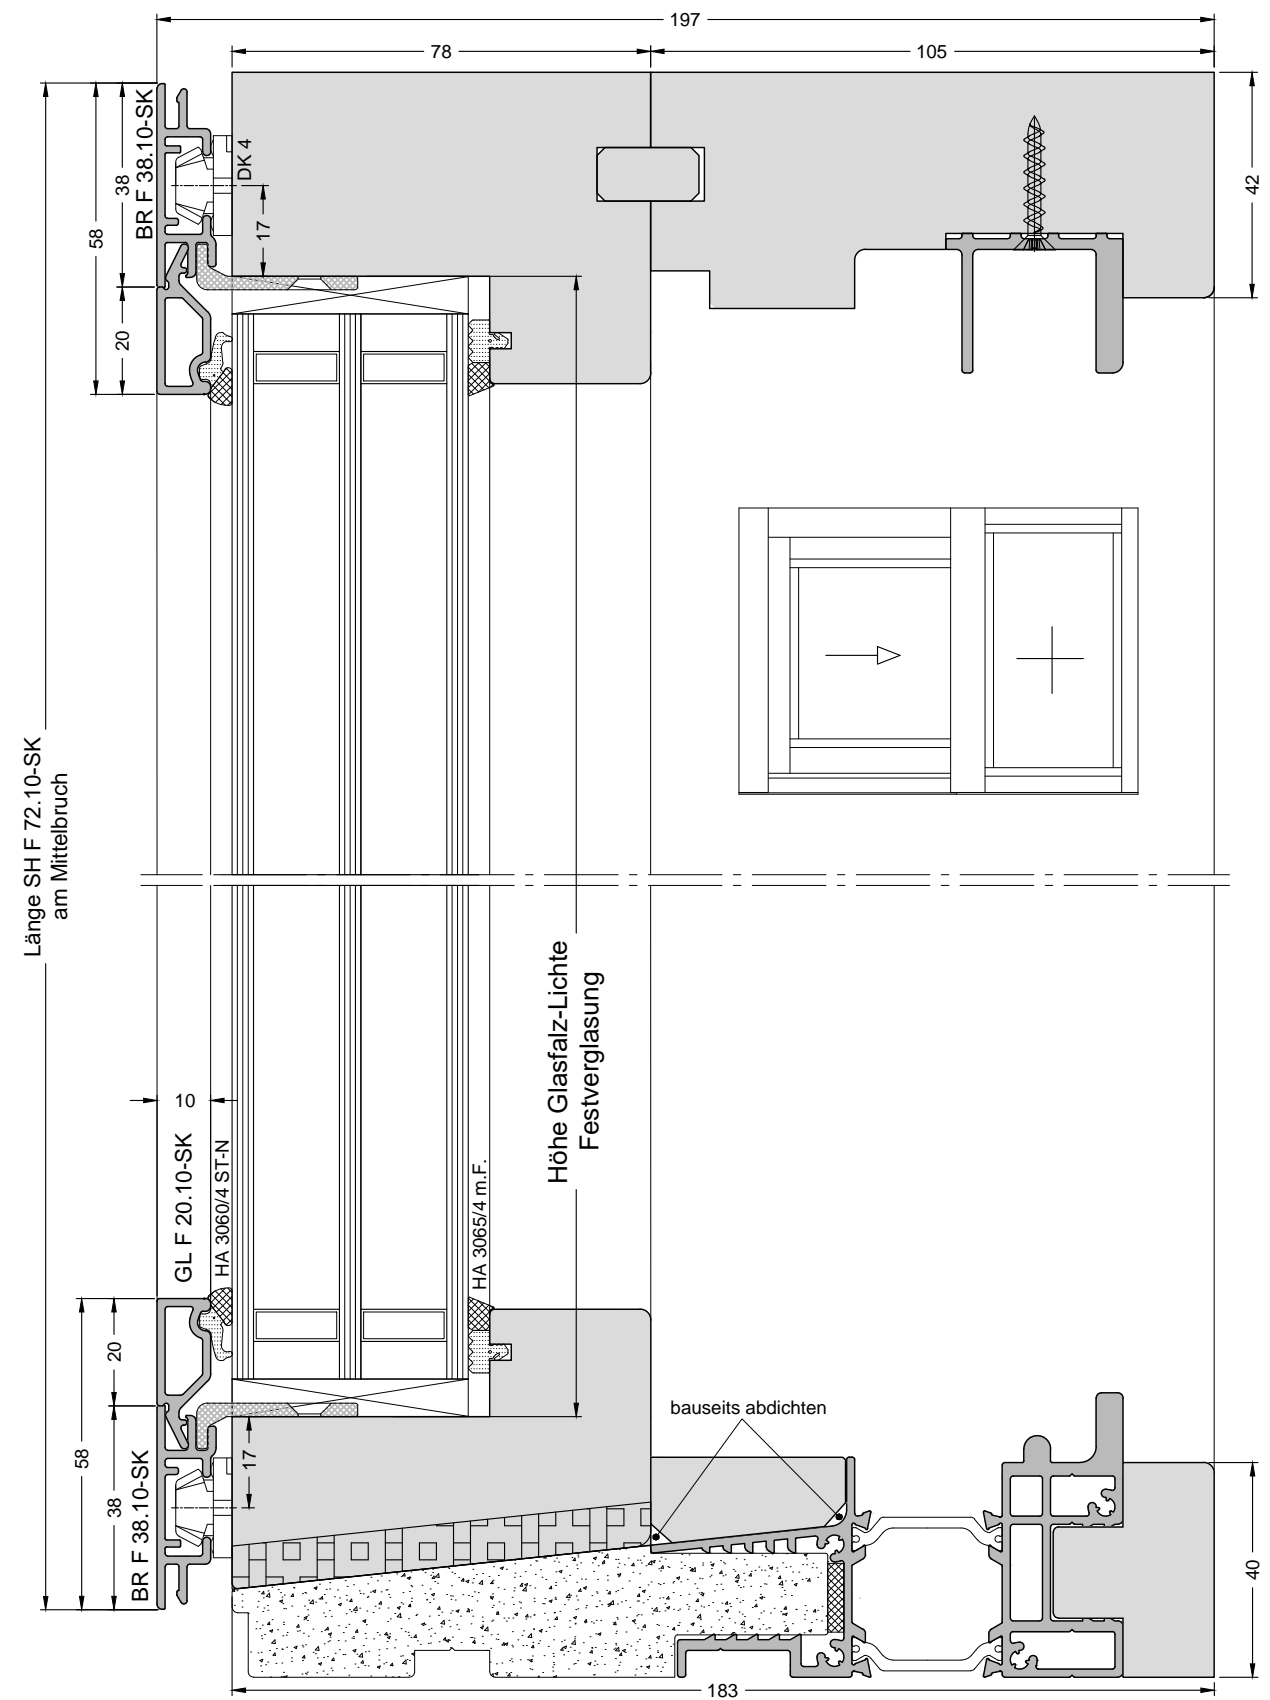 197
78
105
58
38
BR F 38.10-SK
DK 4
17
42
20
Länge SH F 72.10-SK
am Mittelbruch
Höhe Glasfalz-Lichte
Festverglasung
10
GL F 20.10-SK
HA 3060/4 ST-N
HA 3065/4 m.F.
20
58
38
BR F 38.10-SK
17
bauseits abdichten
40
183